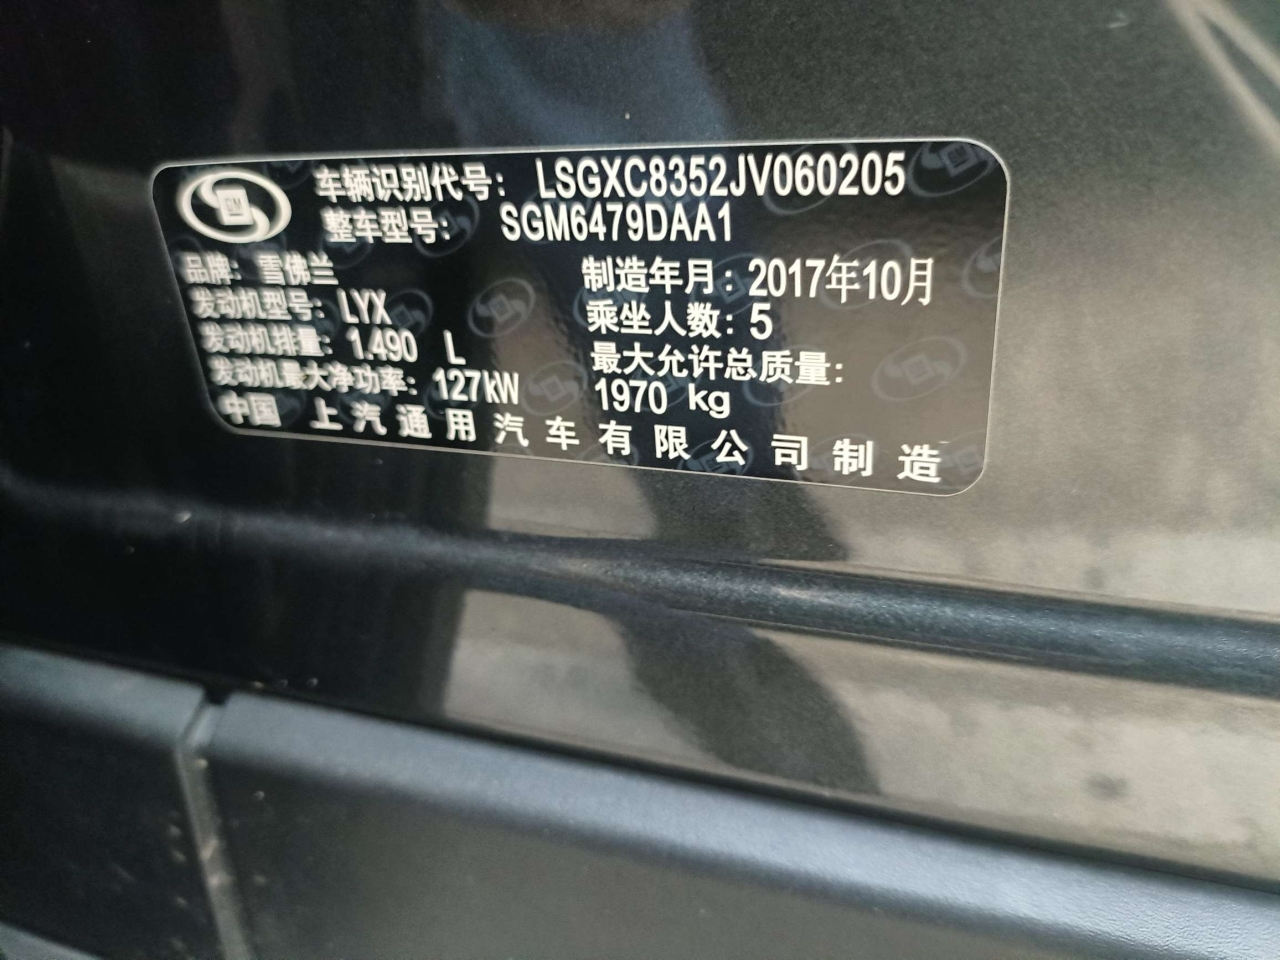 GM
车辆识别代号: LSGXC8352JV060205
整车型号: SGM6479DAA1
品牌: 雪佛兰
制造年月: 2017年10月
发动机型号: LYX
乘坐人数: 5
发动机排量: 1.490 L
最大允许总质量:
发动机最大净功率: 127kW
1970 kg
中国 上汽通用汽车有限公司制造